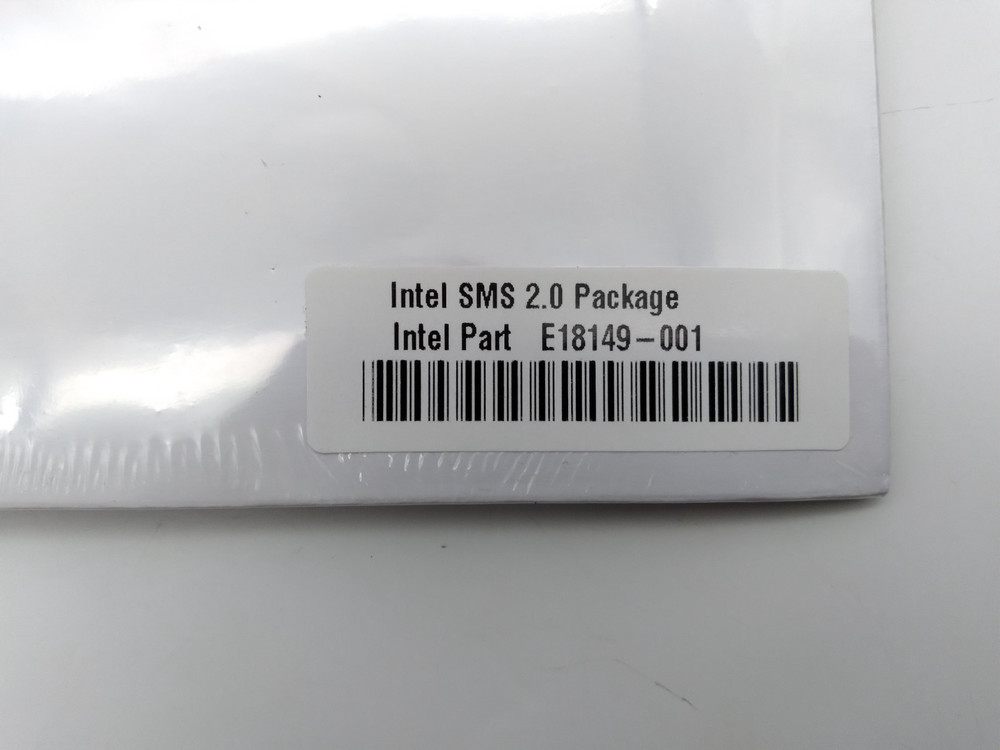 Intel SMS 2.0 Package
Intel Part E18149-001